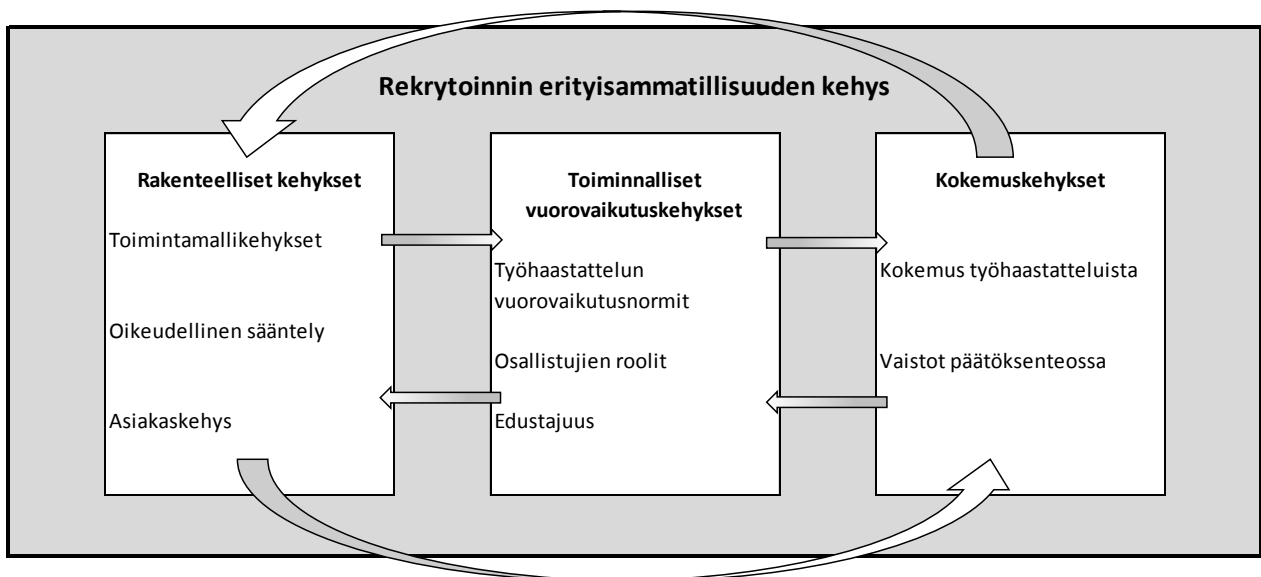 Rekrytoinnin erityisammatillisuuden kehys
Rakenteelliset kehykset
Toimintamallikehykset
Oikeudellinen sääntely
Asiakaskehys
Toiminnalliset
vuorovaikutuskehykset
Työhaastattelun
vuorovaikutusnormit
Osallistujien roolit
Edustajuus
Kokemuskehykset
Kokemus työhaastatteluista
Vaistot päätöksenteossa